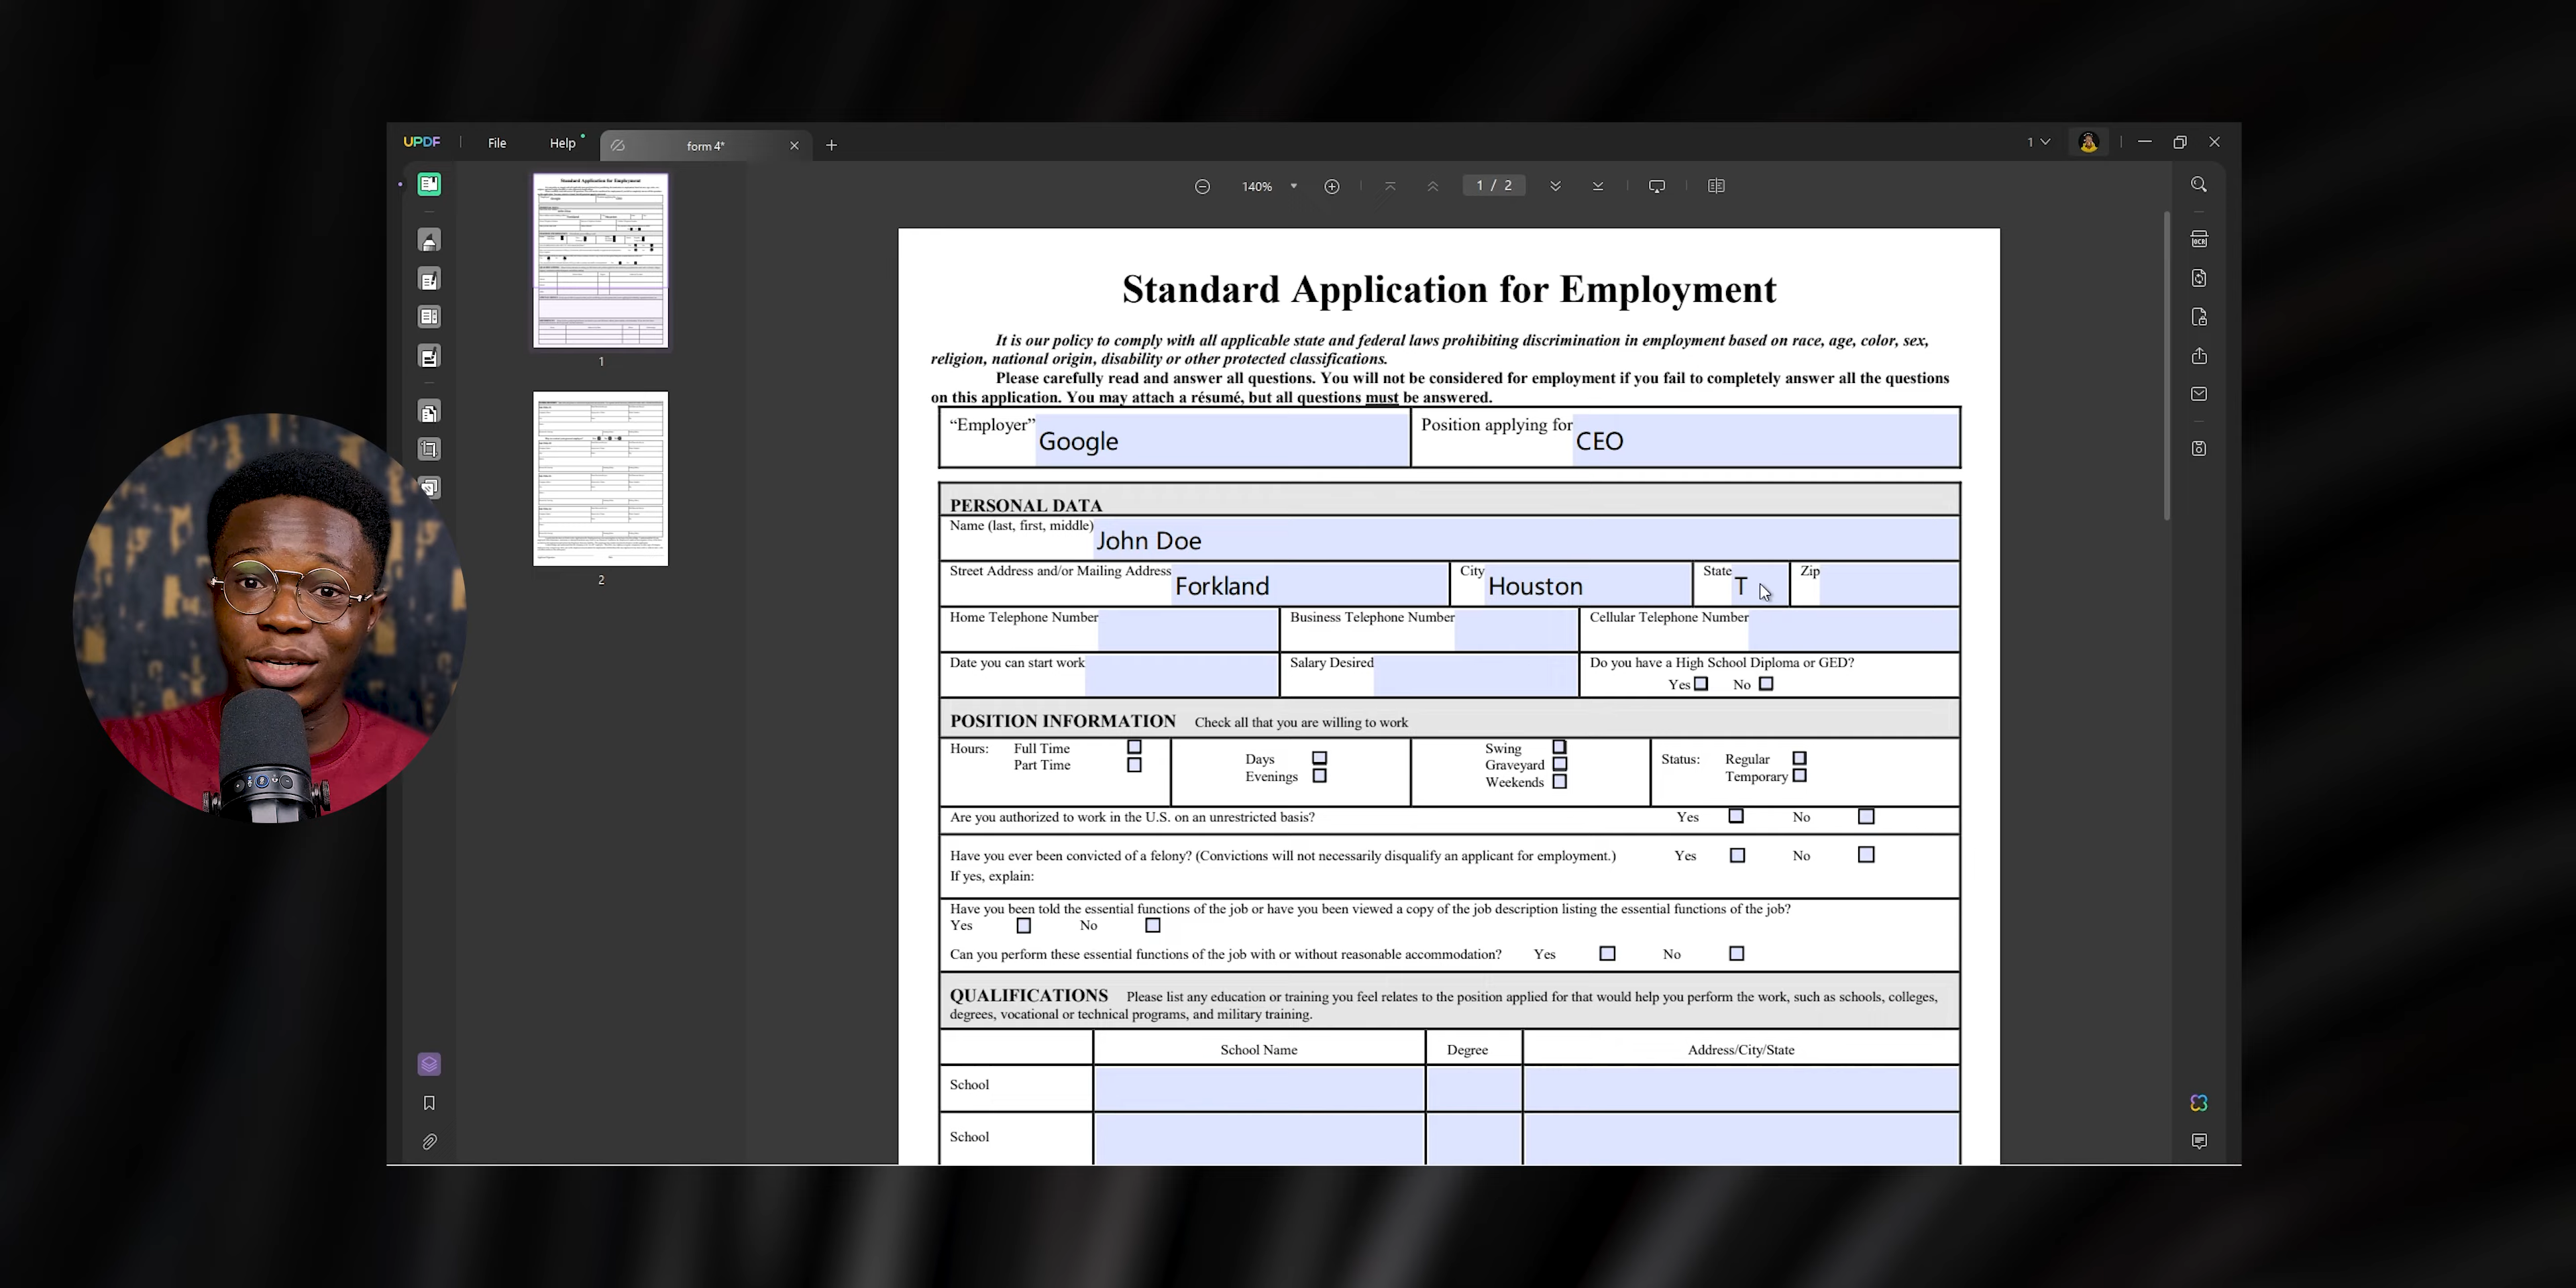 UPDF File Help form 4* 1
140% 1 / 2
OCR
1
2
Standard Application for Employment
It is our policy to comply with all applicable state and federal laws prohibiting discrimination in employment based on race, age, color, sex,
religion, national origin, disability or other protected classifications.
Please carefully read and answer all questions. You will not be considered for employment if you fail to completely answer all the questions
on this application. You may attach a résumé, but all questions must be answered.
“Employer” Google Position applying for CEO
PERSONAL DATA
Name (last, first, middle) John Doe
Street Address and/or Mailing Address Forkland City Houston State T Zip
Home Telephone Number Business Telephone Number Cellular Telephone Number
Date you can start work Salary Desired Do you have a High School Diploma or GED?
Yes No
POSITION INFORMATION Check all that you are willing to work
Hours: Full Time Days Swing Status: Regular
Part Time Evenings Graveyard Temporary
Weekends
Are you authorized to work in the U.S. on an unrestricted basis? Yes No
Have you ever been convicted of a felony? (Convictions will not necessarily disqualify an applicant for employment.) Yes No
If yes, explain:
Have you been told the essential functions of the job or have you been viewed a copy of the job description listing the essential functions of the job?
Yes No
Can you perform these essential functions of the job with or without reasonable accommodation? Yes No
QUALIFICATIONS Please list any education or training you feel relates to the position applied for that would help you perform the work, such as schools, colleges,
degrees, vocational or technical programs, and military training.
School Name Degree Address/City/State
School
School